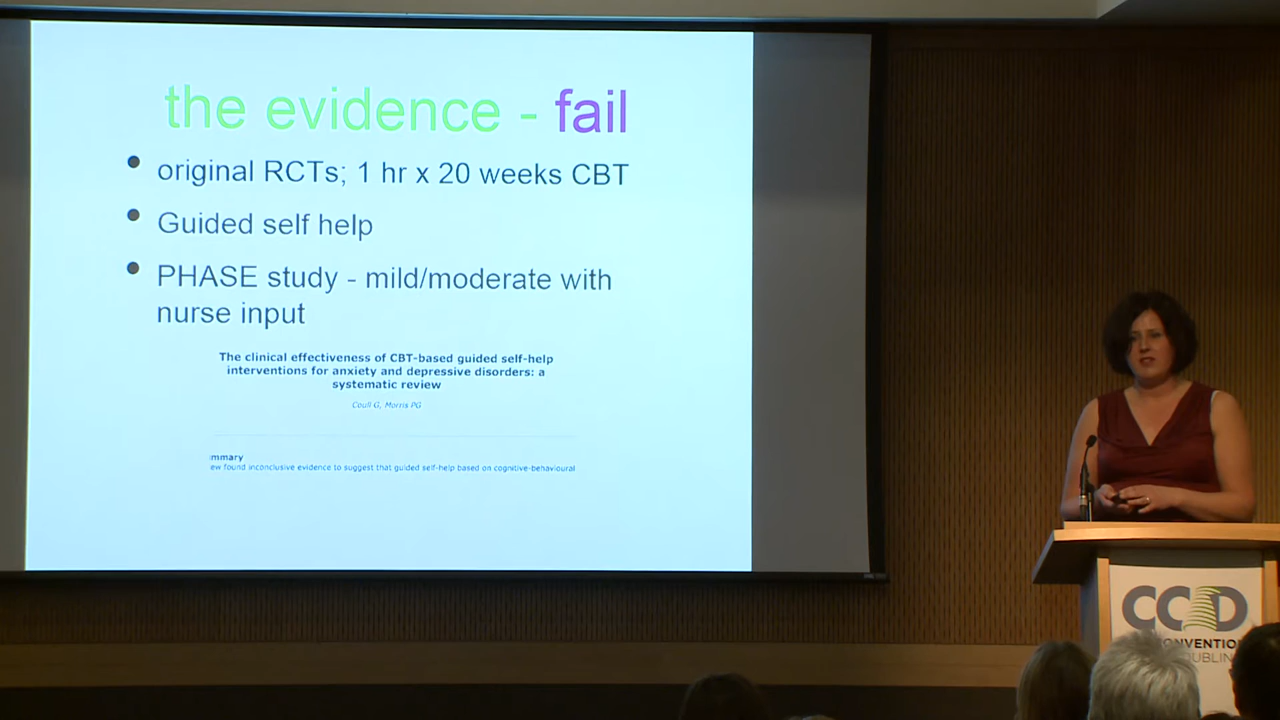 the evidence - fail
• original RCTs; 1 hr x 20 weeks CBT
• Guided self help
• PHASE study - mild/moderate with
nurse input
The clinical effectiveness of CBT-based guided self-help
interventions for anxiety and depressive disorders: a
systematic review
Coull G, Morris PG
mmary
ew found inconclusive evidence to suggest that guided self-help based on cognitive-behavioural
CCD
ONVENTIO
UBLIN